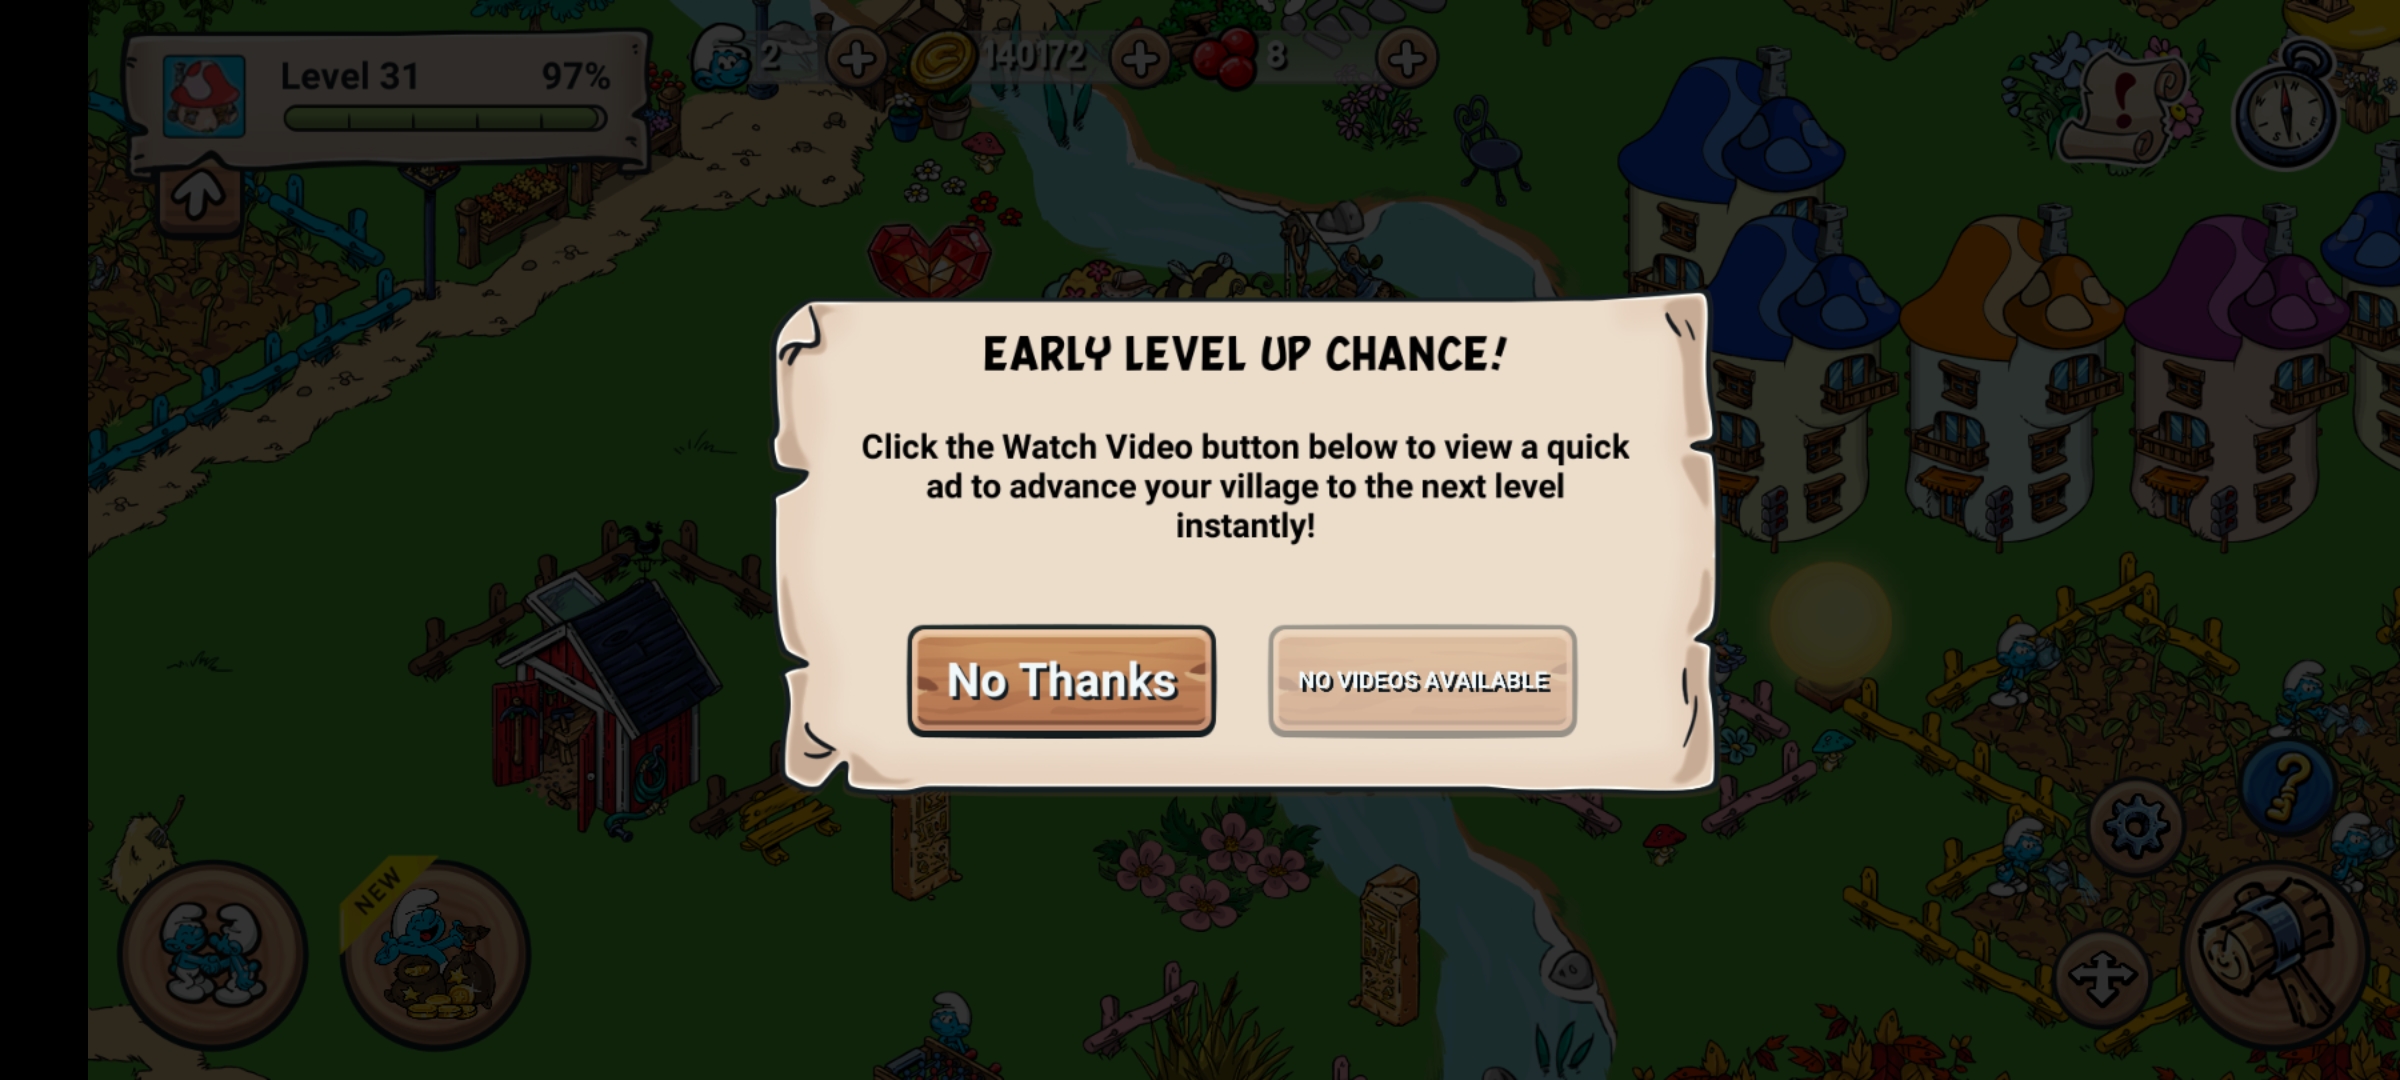 Level 31
97%
2
140172
8
EARLY LEVEL UP CHANCE!
Click the Watch Video button below to view a quick
ad to advance your village to the next level
instantly!
No Thanks
NO VIDEOS AVAILABLE
NEW